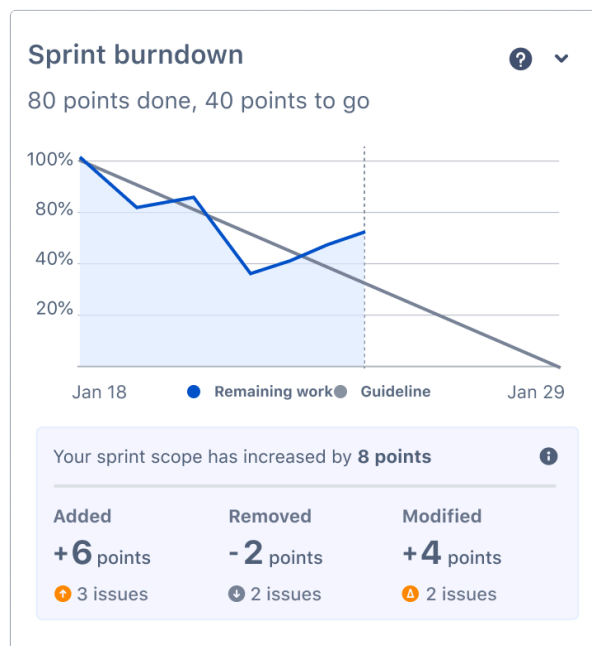 Sprint burndown
80 points done, 40 points to go
100%
80%
40%
20%
Jan 18
Remaining work
Guideline
Jan 29
Your sprint scope has increased by 8 points
Added
Removed
Modified
+6 points
-2 points
+4 points
3 issues
2 issues
2 issues